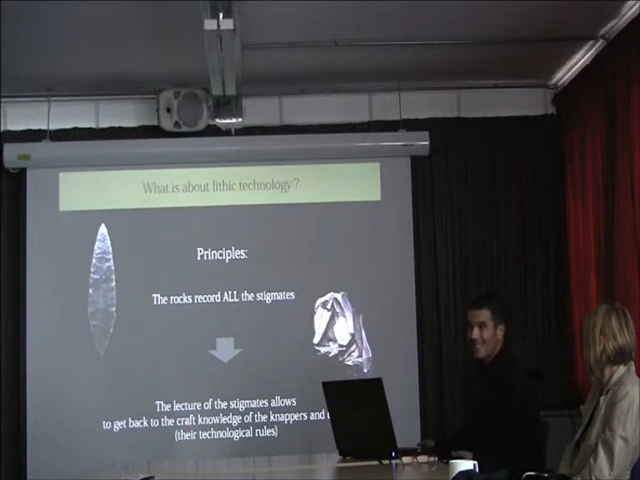 What is about lithic technology?
Principles:
The rocks record ALL the stigmates
The lecture of the stigmates allows
to get back to the craft knowledge of the knappers and
(their technological rules)